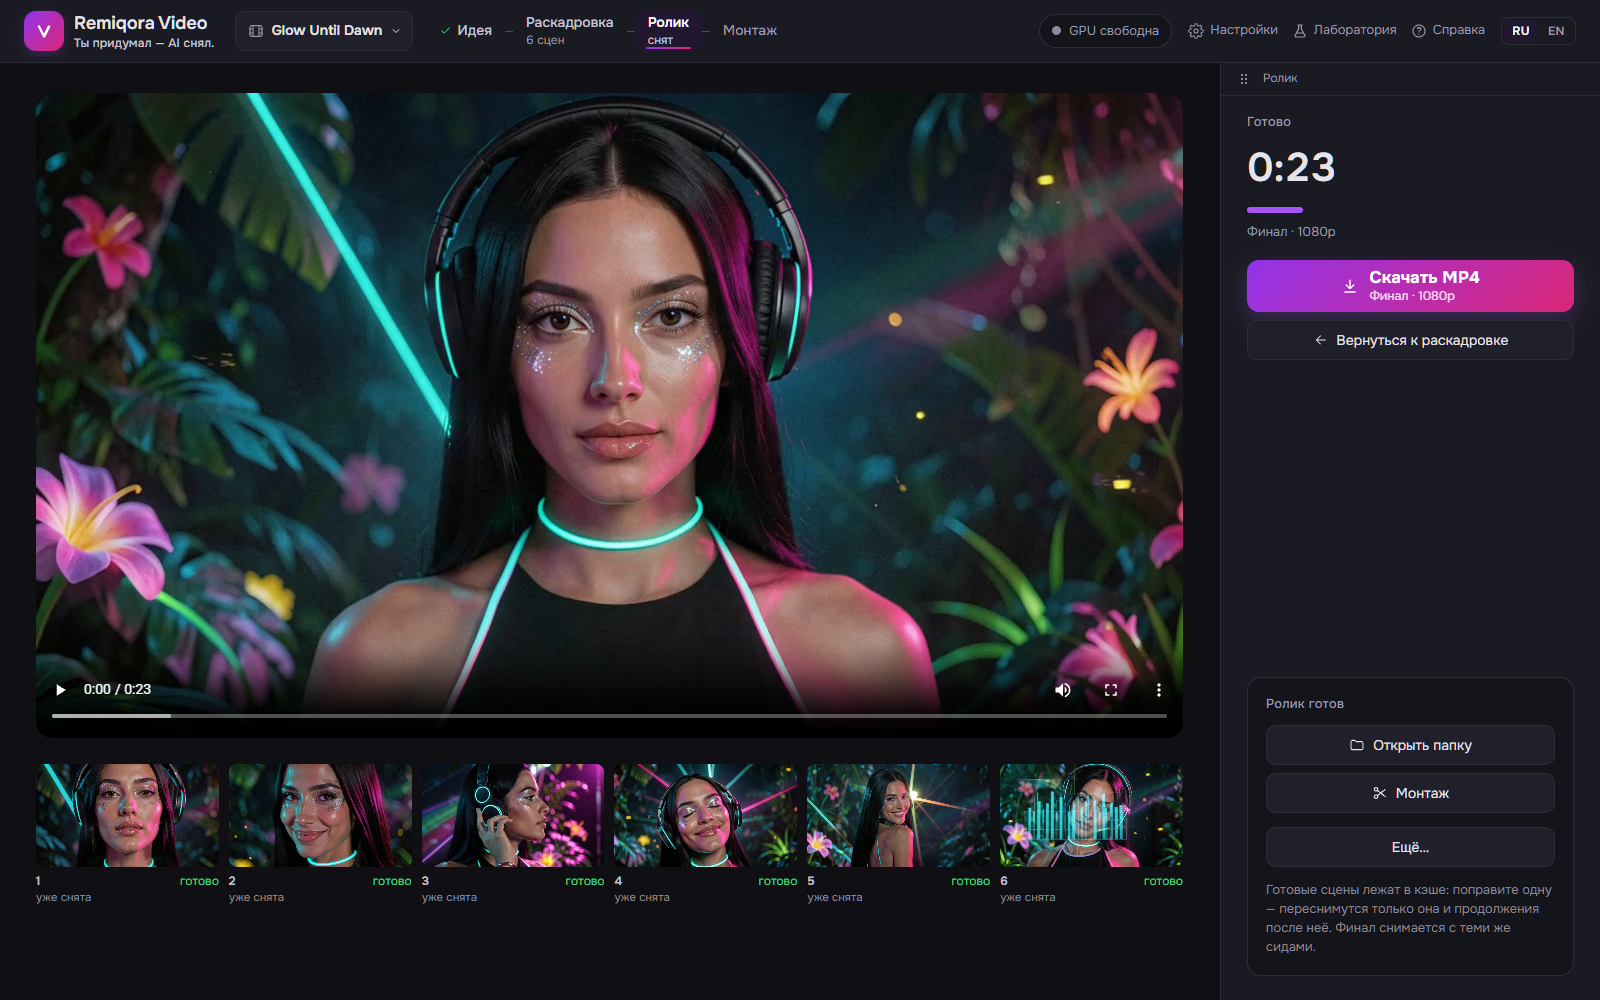 Remiqora Video
Ты придумал — AI снял.
Glow Until Dawn
Идея
Раскадровка
6 сцен
Ролик
снят
Монтаж
GPU свободна
Настройки
Лаборатория
Справка
RU
EN
Ролик
Готово
0:23
Финал · 1080p
Скачать MP4
Финал · 1080p
Вернуться к раскадровке
0:00 / 0:23
1
готово
уже снята
2
готово
уже снята
3
готово
уже снята
4
готово
уже снята
5
готово
уже снята
6
готово
уже снята
Ролик готов
Открыть папку
Монтаж
Ещё...
Готовые сцены лежат в кэше: поправите одну
— переснимутся только она и продолжения
после неё. Финал снимается с теми же
сидами.